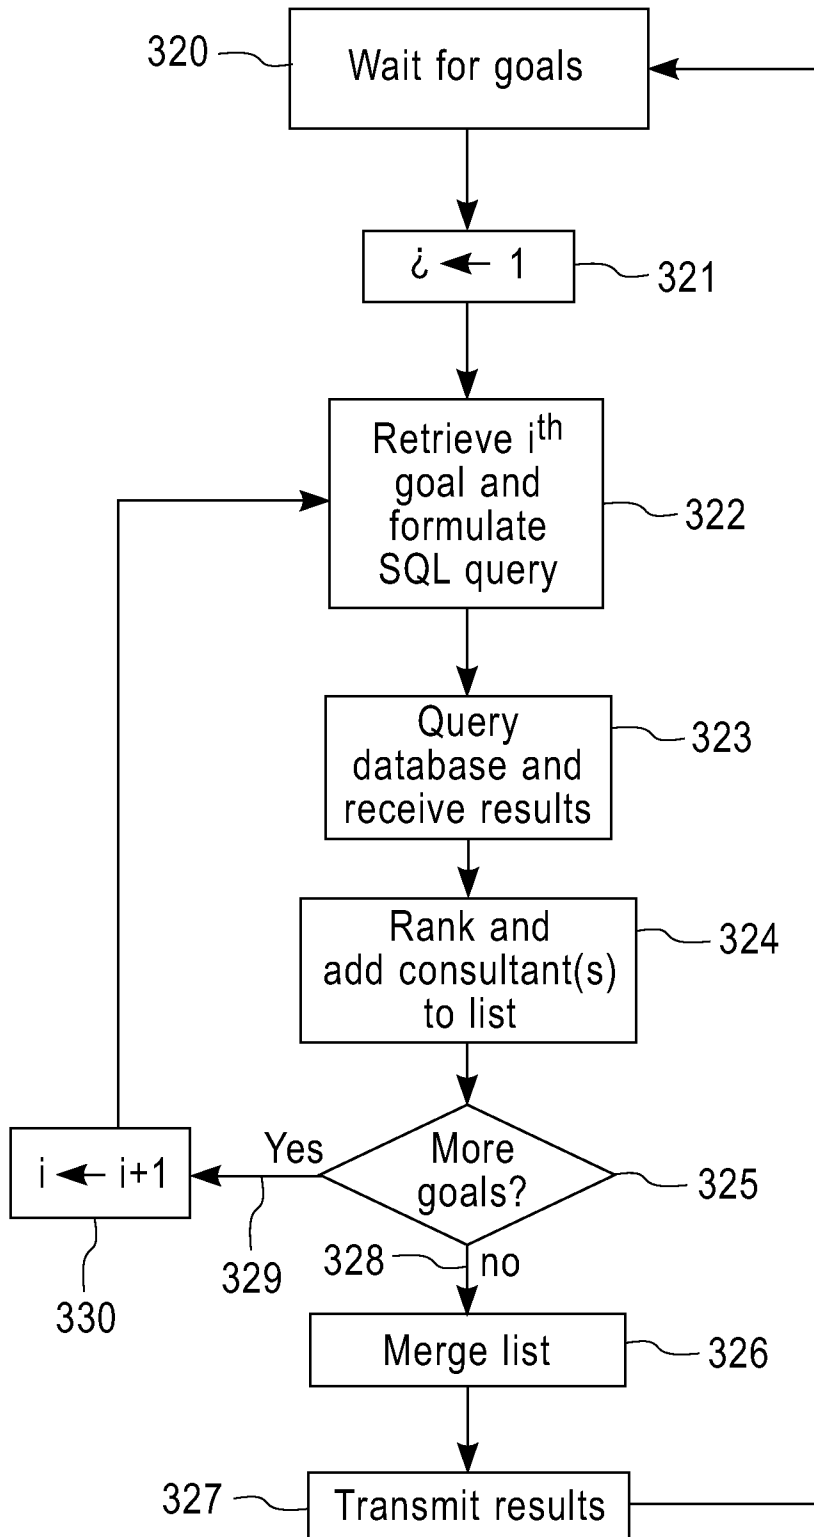 320
Wait for goals
¿ ← 1
321
Retrieve iᵗʰ
goal and
formulate
SQL query
322
Query
database and
receive results
323
Rank and
add consultant(s)
to list
324
More
goals?
325
Yes
329
i ← i+1
330
328
no
Merge list
326
327
Transmit results